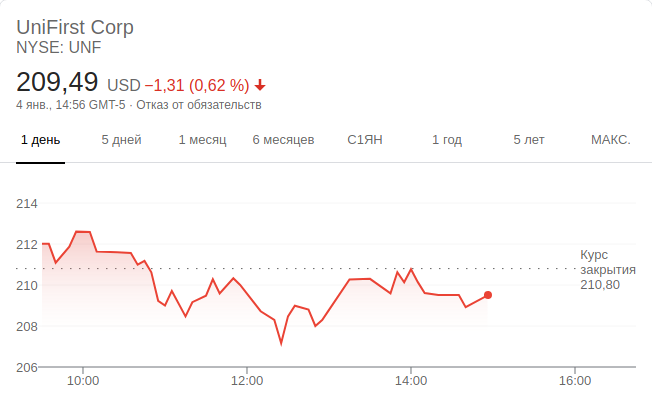 UniFirst Corp
NYSE: UNF
209,49 USD −1,31 (0,62 %)
4 янв., 14:56 GMT-5 · Отказ от обязательств
1 день 5 дней 1 месяц 6 месяцев С1ЯН 1 год 5 лет МАКС.
214
212
Курс
закрытия
210,80
210
208
206
10:00 12:00 14:00 16:00